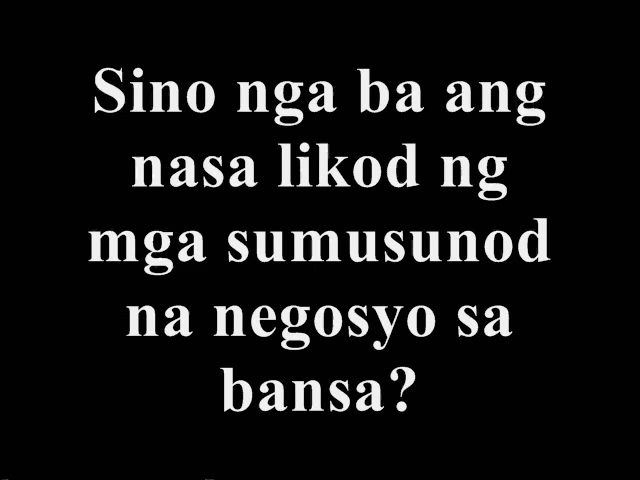 Sino nga ba ang
nasa likod ng
mga sumusunod
na negosyo sa
bansa?